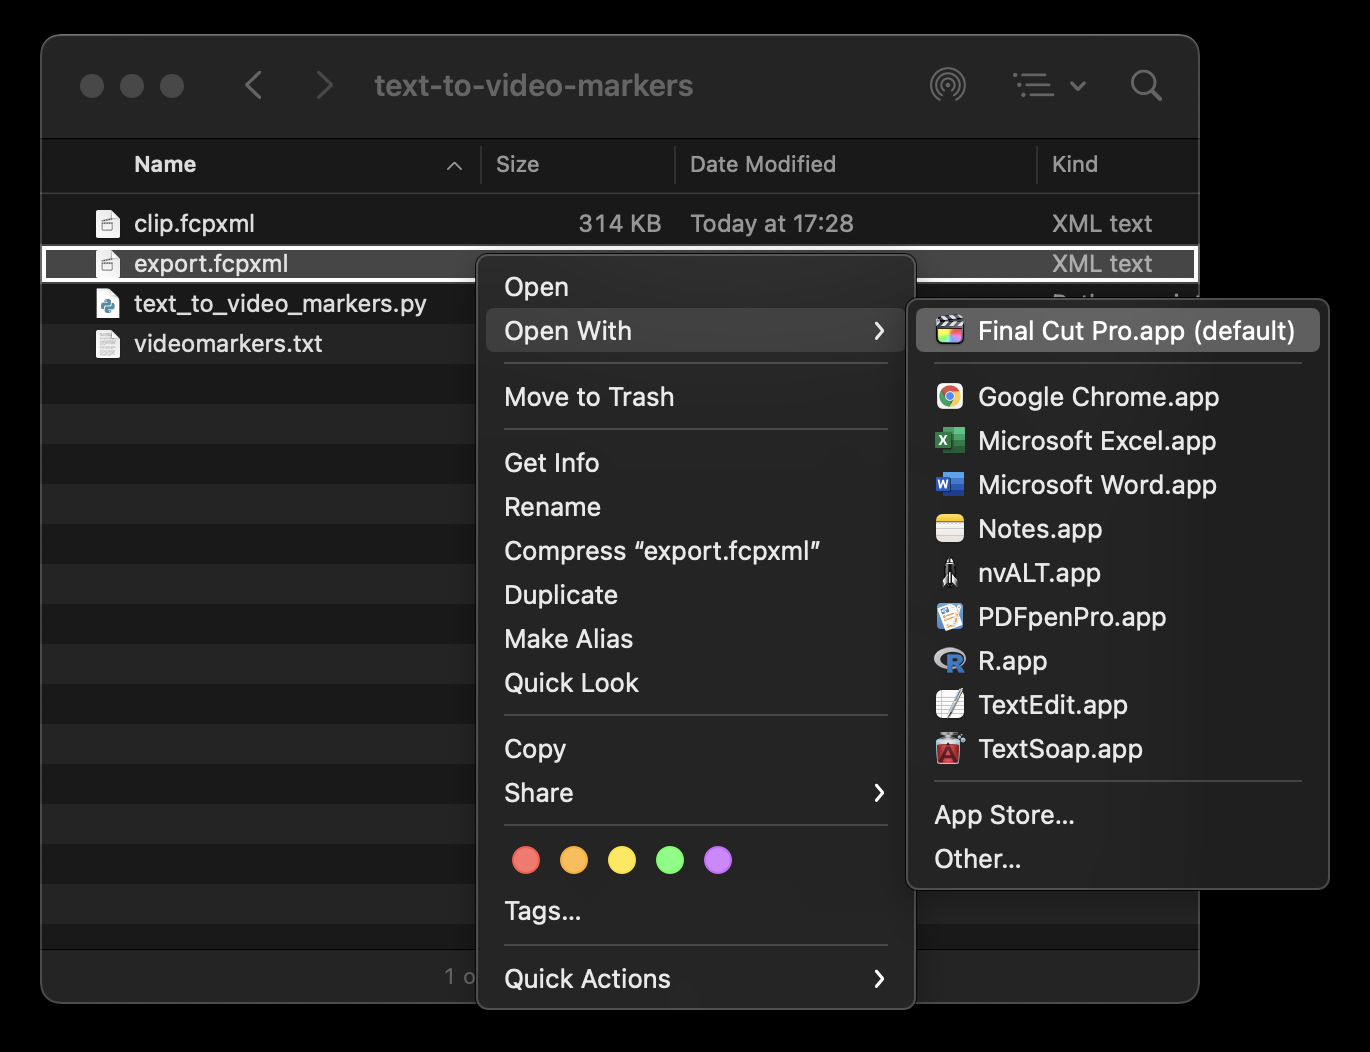 text-to-video-markers
Name Size Date Modified Kind
clip.fcpxml 314 KB Today at 17:28 XML text
export.fcpxml XML text
text_to_video_markers.py
videomarkers.txt
1 o
Open
Open With
Move to Trash
Get Info
Rename
Compress “export.fcpxml”
Duplicate
Make Alias
Quick Look
Copy
Share
Tags...
Quick Actions
Final Cut Pro.app (default)
Google Chrome.app
Microsoft Excel.app
Microsoft Word.app
Notes.app
nvALT.app
PDFpenPro.app
R.app
TextEdit.app
TextSoap.app
App Store...
Other...